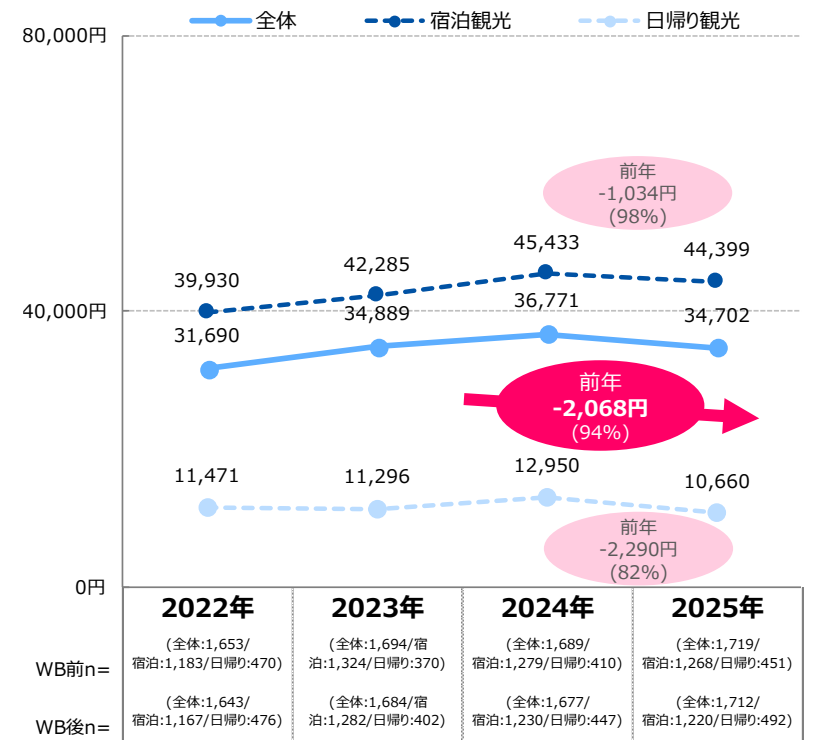 全体 宿泊観光 日帰り観光
80,000円
前年
-1,034円
(98%)
45,433 44,399
39,930 42,285
40,000円
31,690 34,889 36,771 34,702
前年
-2,068円
(94%)
11,471 11,296 12,950 10,660
前年
-2,290円
(82%)
0円
2022年 2023年 2024年 2025年
WB前n=
(全体:1,653/
宿泊:1,183/日帰り:470)
(全体:1,694/宿
泊:1,324/日帰り:370)
(全体:1,689/
宿泊:1,279/日帰り:410)
(全体:1,719/
宿泊:1,268/日帰り:451)
WB後n=
(全体:1,643/
宿泊:1,167/日帰り:476)
(全体:1,684/宿
泊:1,282/日帰り:402)
(全体:1,677/
宿泊:1,230/日帰り:447)
(全体:1,712/
宿泊:1,220/日帰り:492)